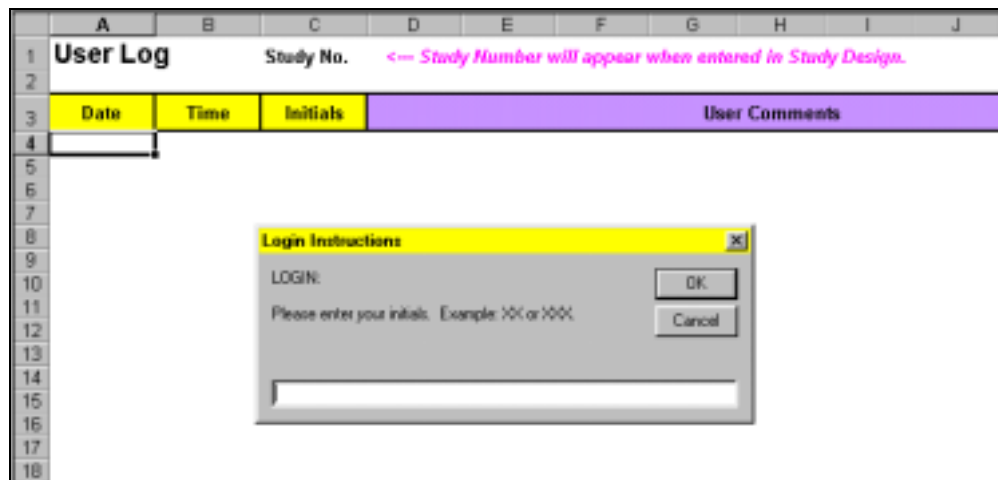 A B C D E F G H I J
1 User Log Study No. <--- Study Number will appear when entered in Study Design.
2
3 Date Time Initials User Comments
4
5
6
7
8 Login Instructions
9
10 LOGIN: OK
11 Please enter your initials. Example: XX or XXX.
12 Cancel
13
14
15
16
17
18